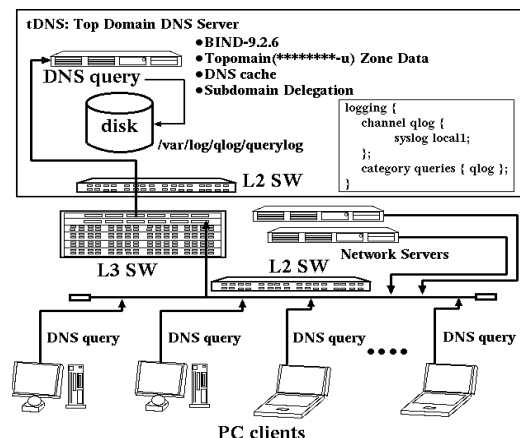 tDNS: Top Domain DNS Server
●BIND-9.2.6
●Topomain(********-u) Zone Data
●DNS cache
●Subdomain Delegation
DNS query
disk
/var/log/qlog/querylog
logging {
channel qlog {
syslog local1;
};
category queries { qlog };
}
L2 SW
L3 SW
Network Servers
L2 SW
DNS query
DNS query
DNS query
DNS query
PC clients